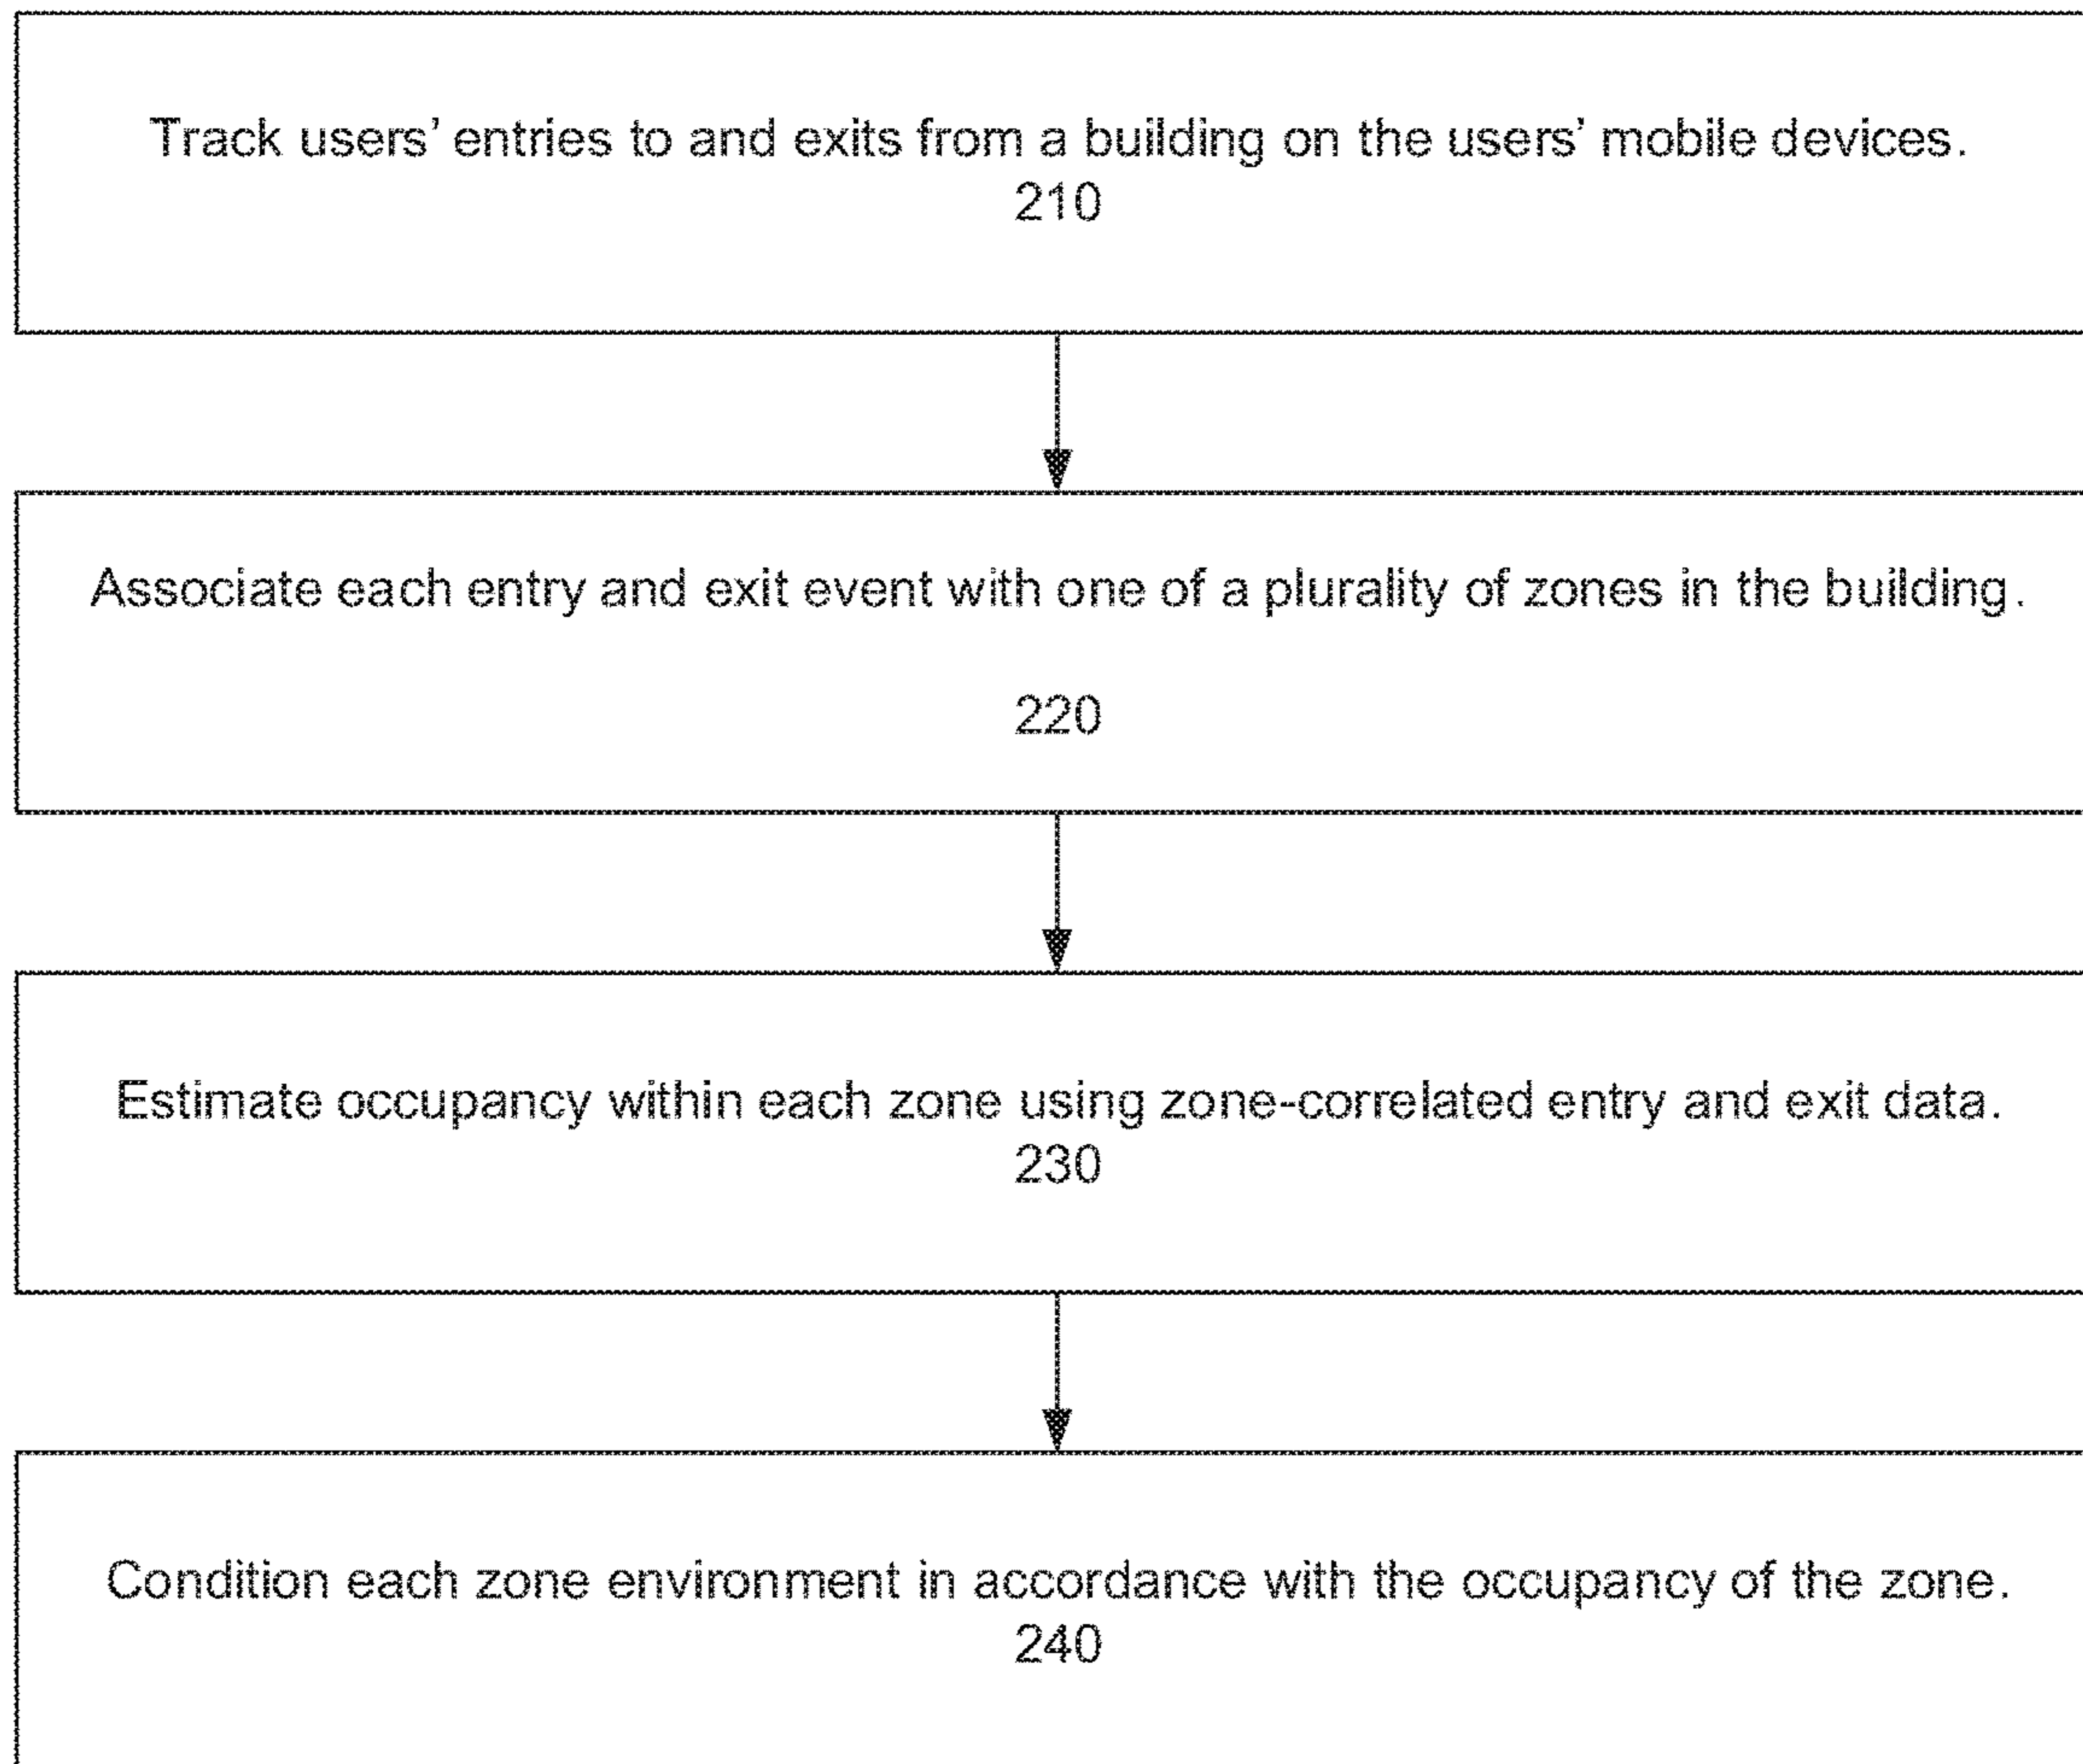 Track users’ entries to and exits from a building on the users’ mobile devices.
210
Associate each entry and exit event with one of a plurality of zones in the building.
220
Estimate occupancy within each zone using zone-correlated entry and exit data.
230
Condition each zone environment in accordance with the occupancy of the zone.
240